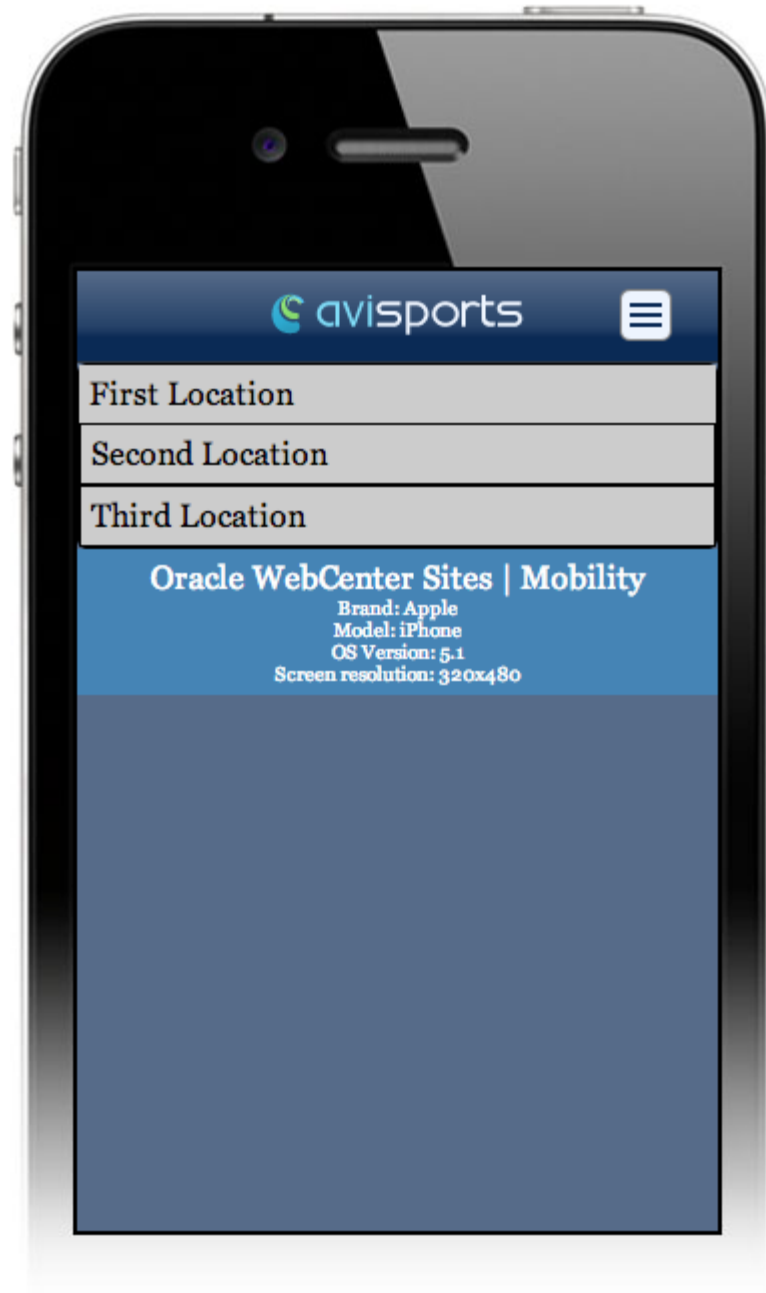 avisports
First Location
Second Location
Third Location
Oracle WebCenter Sites | Mobility
Brand: Apple
Model: iPhone
OS Version: 5.1
Screen resolution: 320x480